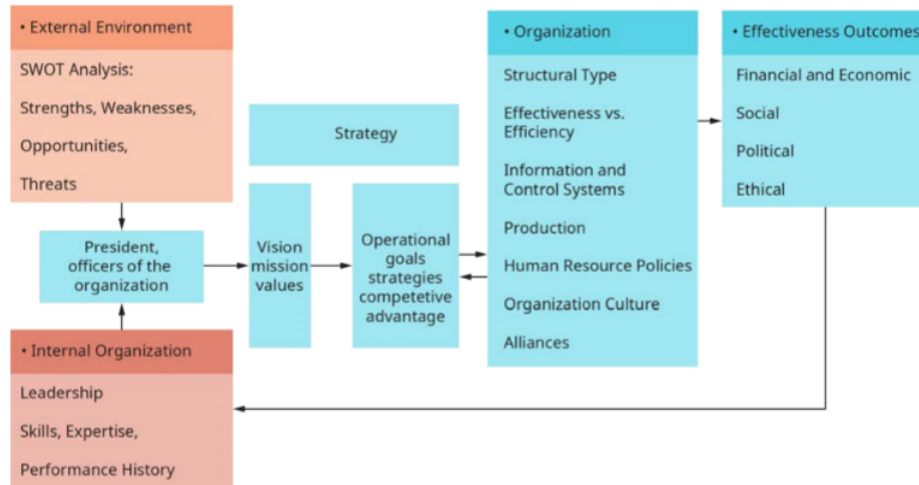 • External Environment
SWOT Analysis:
Strengths, Weaknesses,
Opportunities,
Threats
President,
officers of the
organization
• Internal Organization
Leadership
Skills, Expertise,
Performance History
Strategy
Vision
mission
values
Operational
goals
strategies
competetive
advantage
• Organization
Structural Type
Effectiveness vs.
Efficiency
Information and
Control Systems
Production
Human Resource Policies
Organization Culture
Alliances
• Effectiveness Outcomes
Financial and Economic
Social
Political
Ethical